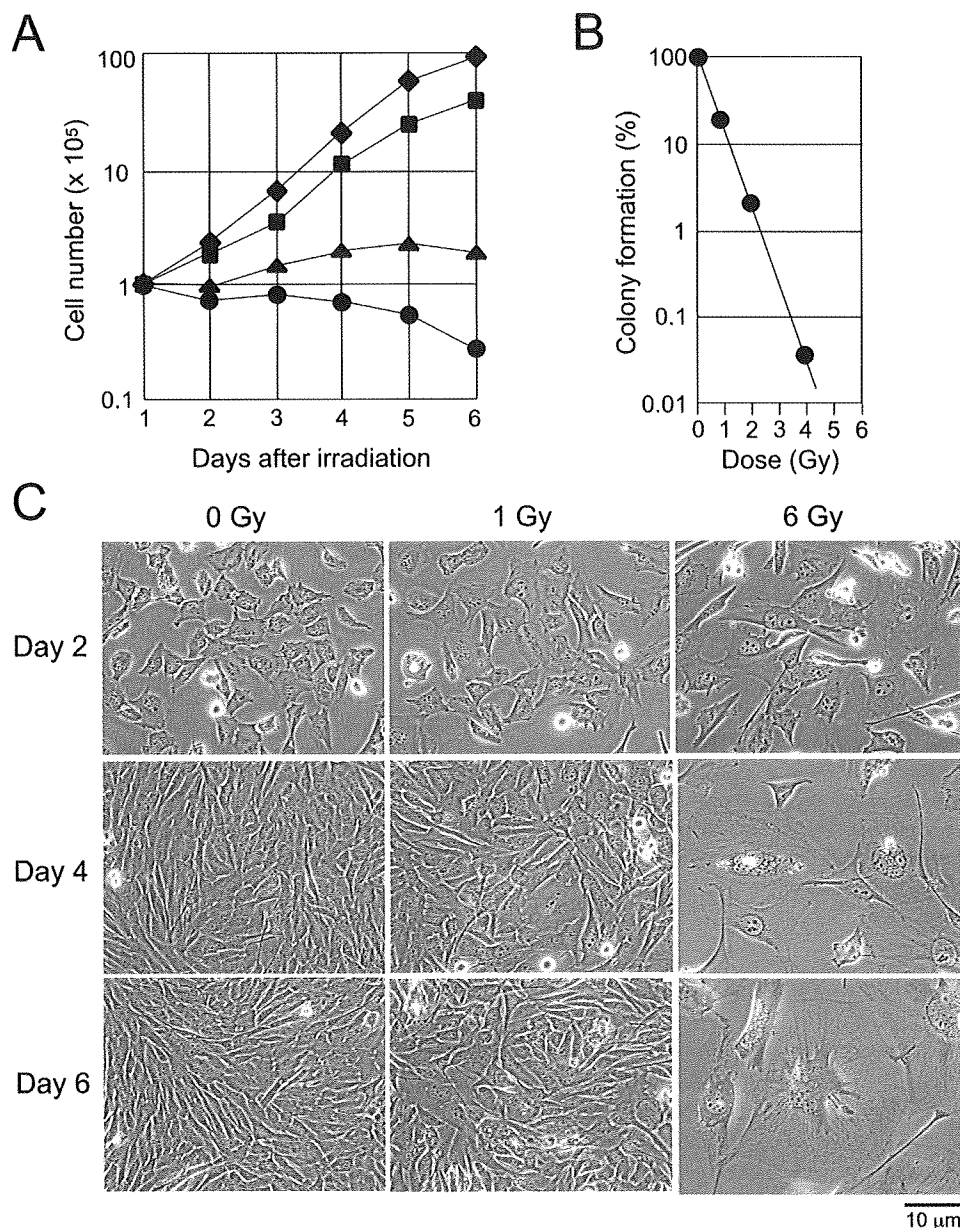 A
Cell number (x 10⁵)
100
10
1
0.1
1 2 3 4 5 6
Days after irradiation
B
Colony formation (%)
100
10
1
0.1
0.01
0 1 2 3 4 5 6
Dose (Gy)
C
0 Gy 1 Gy 6 Gy
Day 2
Day 4
Day 6
10 μm